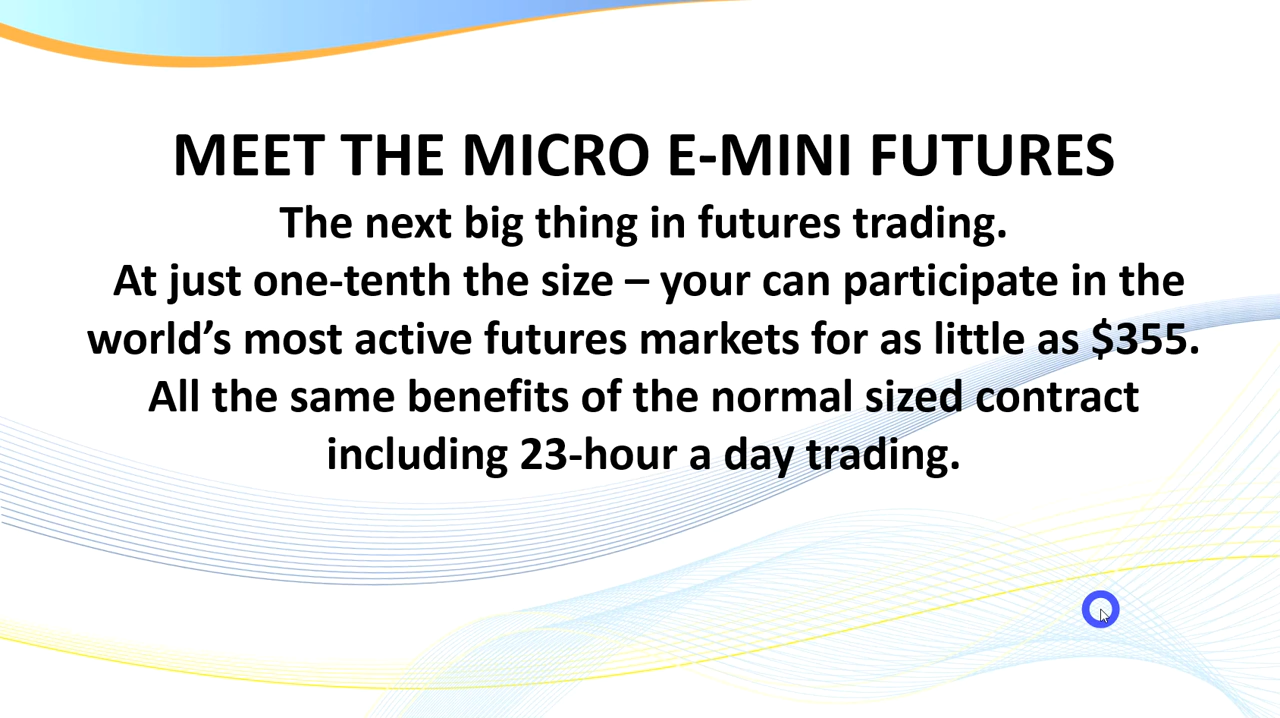 MEET THE MICRO E-MINI FUTURES
The next big thing in futures trading.
At just one-tenth the size – your can participate in the
world’s most active futures markets for as little as $355.
All the same benefits of the normal sized contract
including 23-hour a day trading.